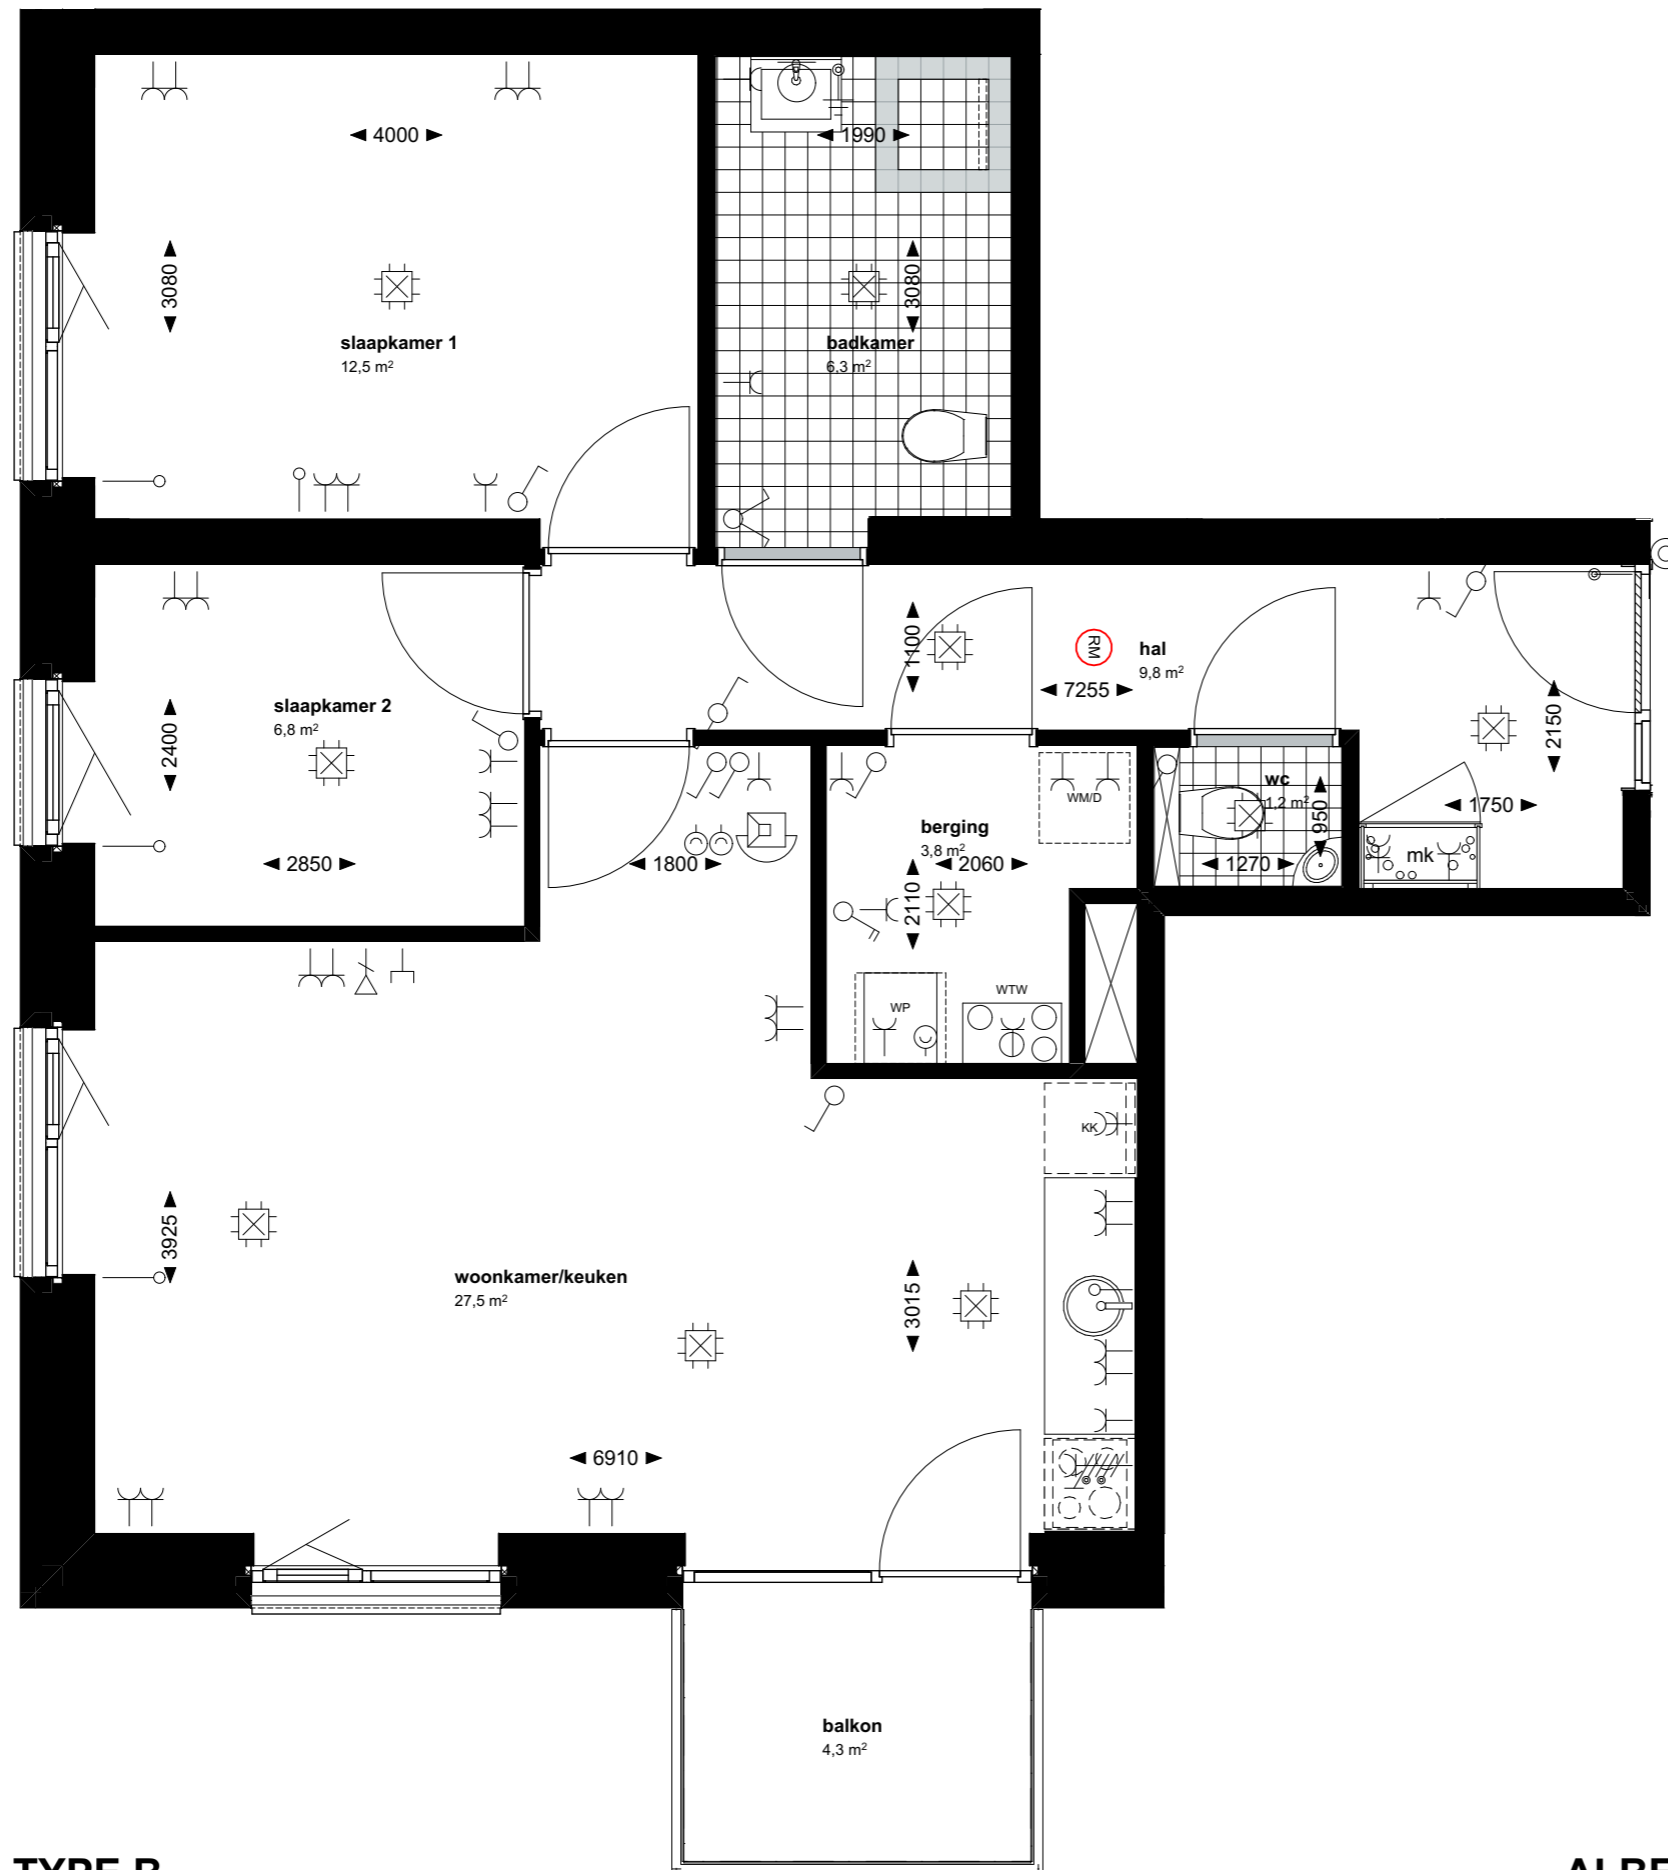 4000
1990
3080
3080
slaapkamer 1
12,5 m²
badkamer
6,3 m²
1100
RM
hal
9,8 m²
7255
slaapkamer 2
6,8 m²
2400
2150
2850
1800
WM/D
berging
3,8 m²
2060
2110
wc
1,2 m²
950
1270
1750
mk
WP
WTW
KK
3925
woonkamer/keuken
27,5 m²
3015
6910
balkon
4,3 m²
TYPE B